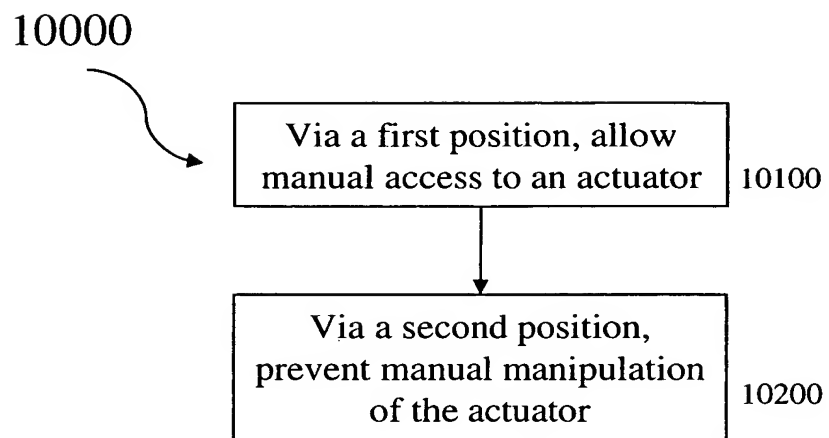 10000
Via a first position, allow
manual access to an actuator
10100
Via a second position,
prevent manual manipulation
of the actuator
10200